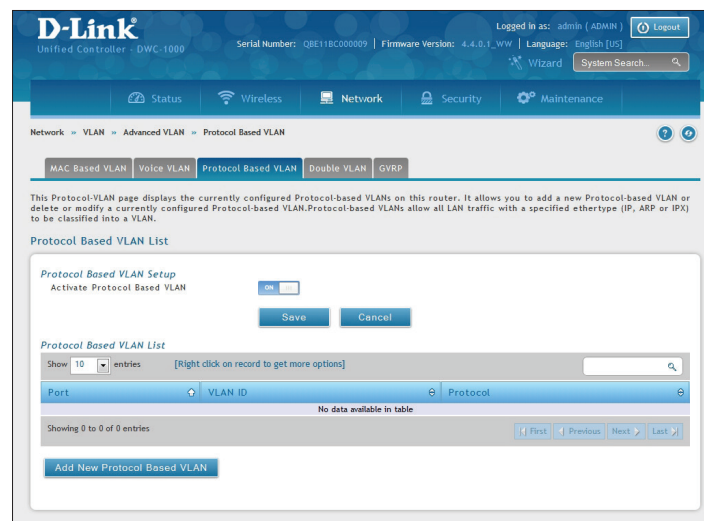 D-Link®
Unified Controller - DWC-1000
Logged in as: admin ( ADMIN )
Logout
Serial Number: QBE11BC000009 | Firmware Version: 4.4.0.1_WW | Language: English [US]
Wizard
System Search...
Status
Wireless
Network
Security
Maintenance
Network » VLAN » Advanced VLAN » Protocol Based VLAN
MAC Based VLAN
Voice VLAN
Protocol Based VLAN
Double VLAN
GVRP
This Protocol-VLAN page displays the currently configured Protocol-based VLANs on this router. It allows you to add a new Protocol-based VLAN or
delete or modify a currently configured Protocol-based VLAN.Protocol-based VLANs allow all LAN traffic with a specified ethertype (IP, ARP or IPX)
to be classified into a VLAN.
Protocol Based VLAN List
Protocol Based VLAN Setup
Activate Protocol Based VLAN
ON
Save
Cancel
Protocol Based VLAN List
Show 10 entries
[Right click on record to get more options]
Port
VLAN ID
Protocol
No data available in table
Showing 0 to 0 of 0 entries
First
Previous
Next
Last
Add New Protocol Based VLAN